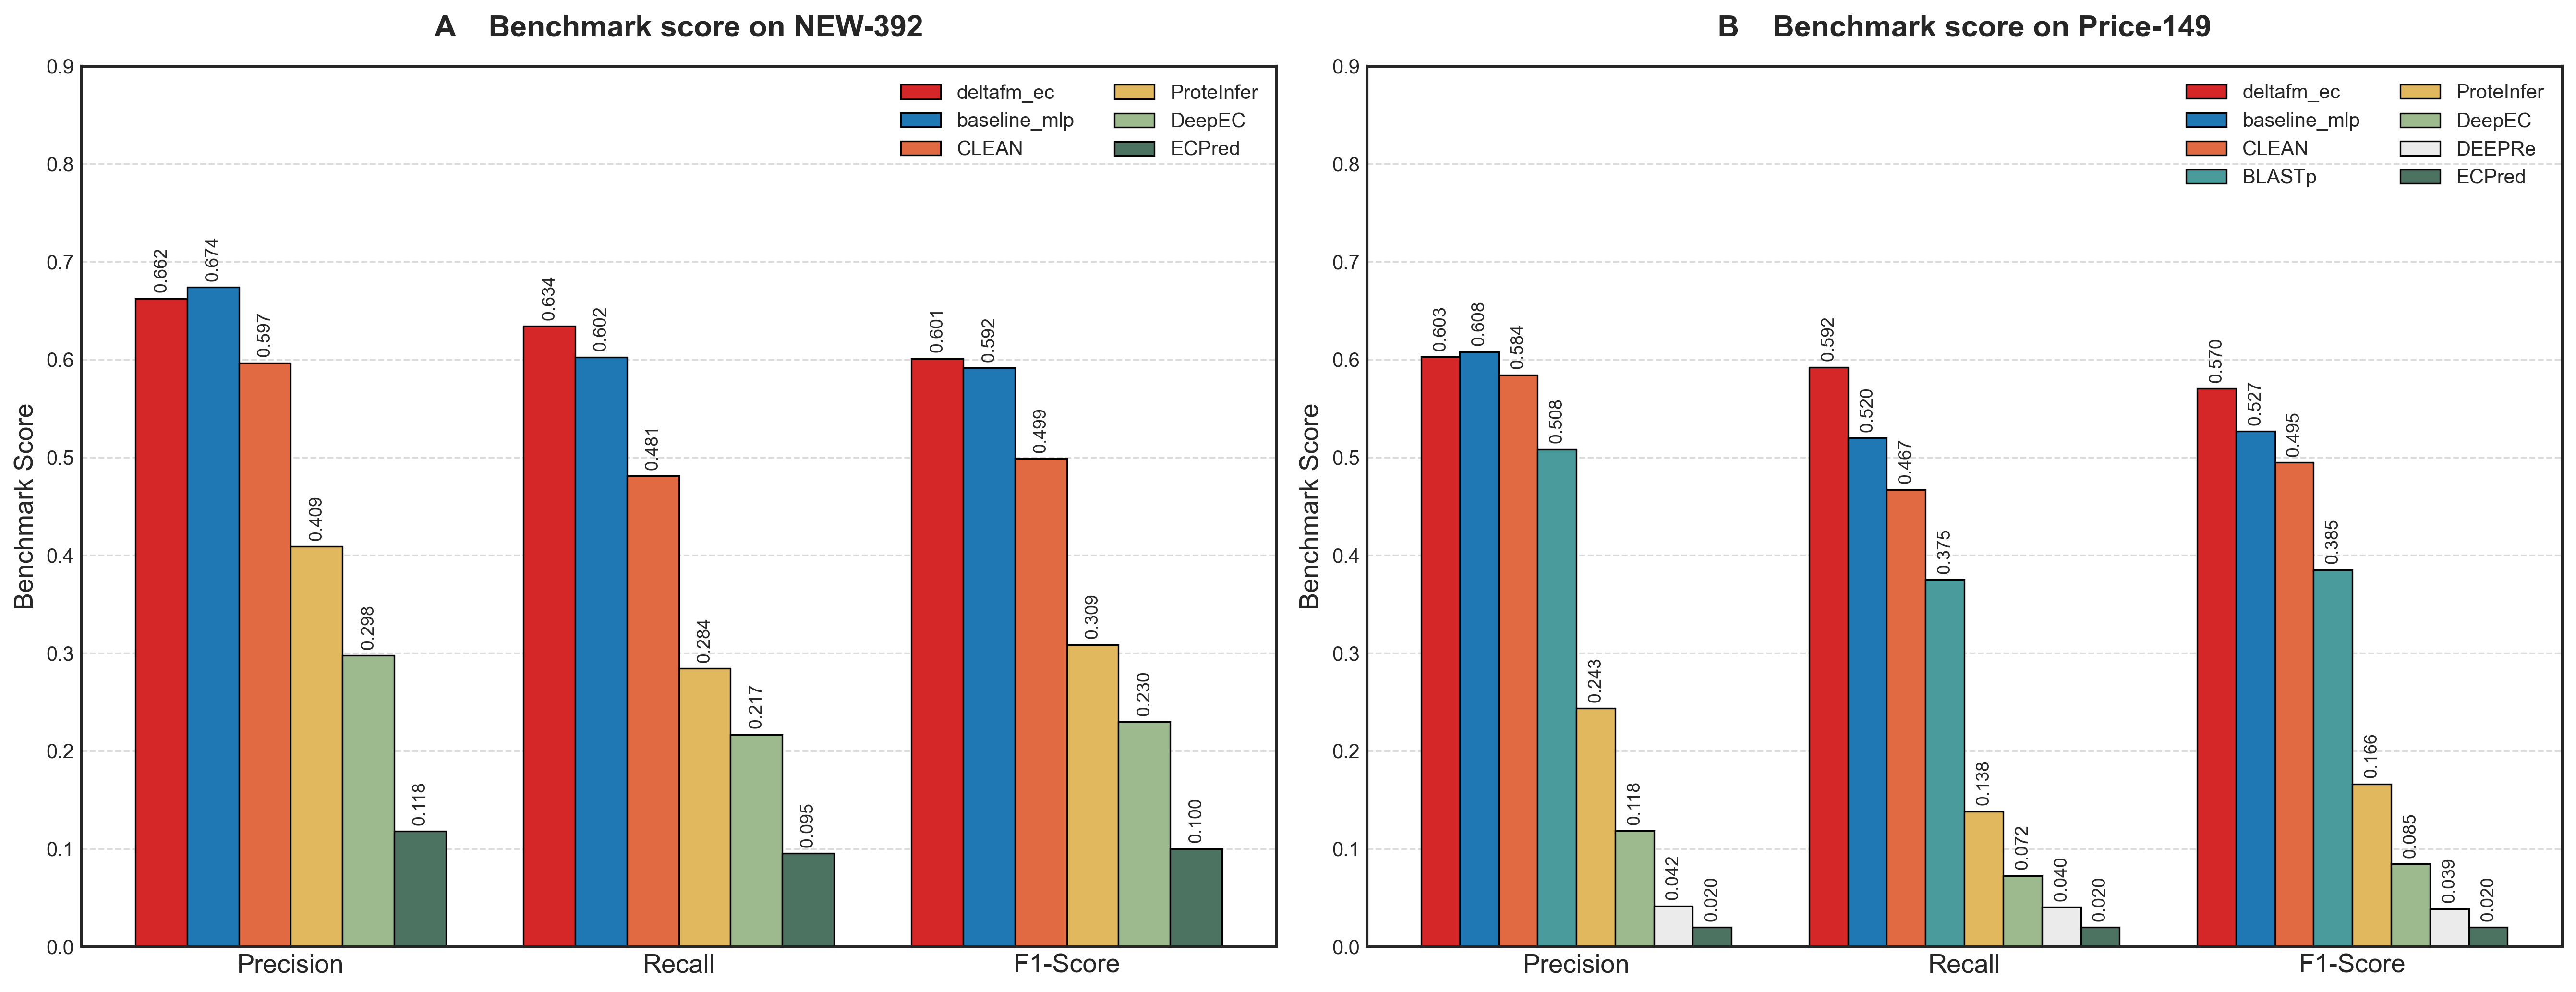 A    Benchmark score on NEW-392
Benchmark Score
0.9
0.8
0.7
0.6
0.5
0.4
0.3
0.2
0.1
0.0
deltafm_ec
baseline_mlp
CLEAN
ProteInfer
DeepEC
ECPred
0.662
0.674
0.597
0.409
0.298
0.118
0.634
0.602
0.481
0.284
0.217
0.095
0.601
0.592
0.499
0.309
0.230
0.100
Precision
Recall
F1-Score
B    Benchmark score on Price-149
Benchmark Score
0.9
0.8
0.7
0.6
0.5
0.4
0.3
0.2
0.1
0.0
deltafm_ec
baseline_mlp
CLEAN
BLASTp
ProteInfer
DeepEC
DEEPRe
ECPred
0.603
0.608
0.584
0.508
0.243
0.118
0.042
0.020
0.592
0.520
0.467
0.375
0.138
0.072
0.040
0.020
0.570
0.527
0.495
0.385
0.166
0.085
0.039
0.020
Precision
Recall
F1-Score